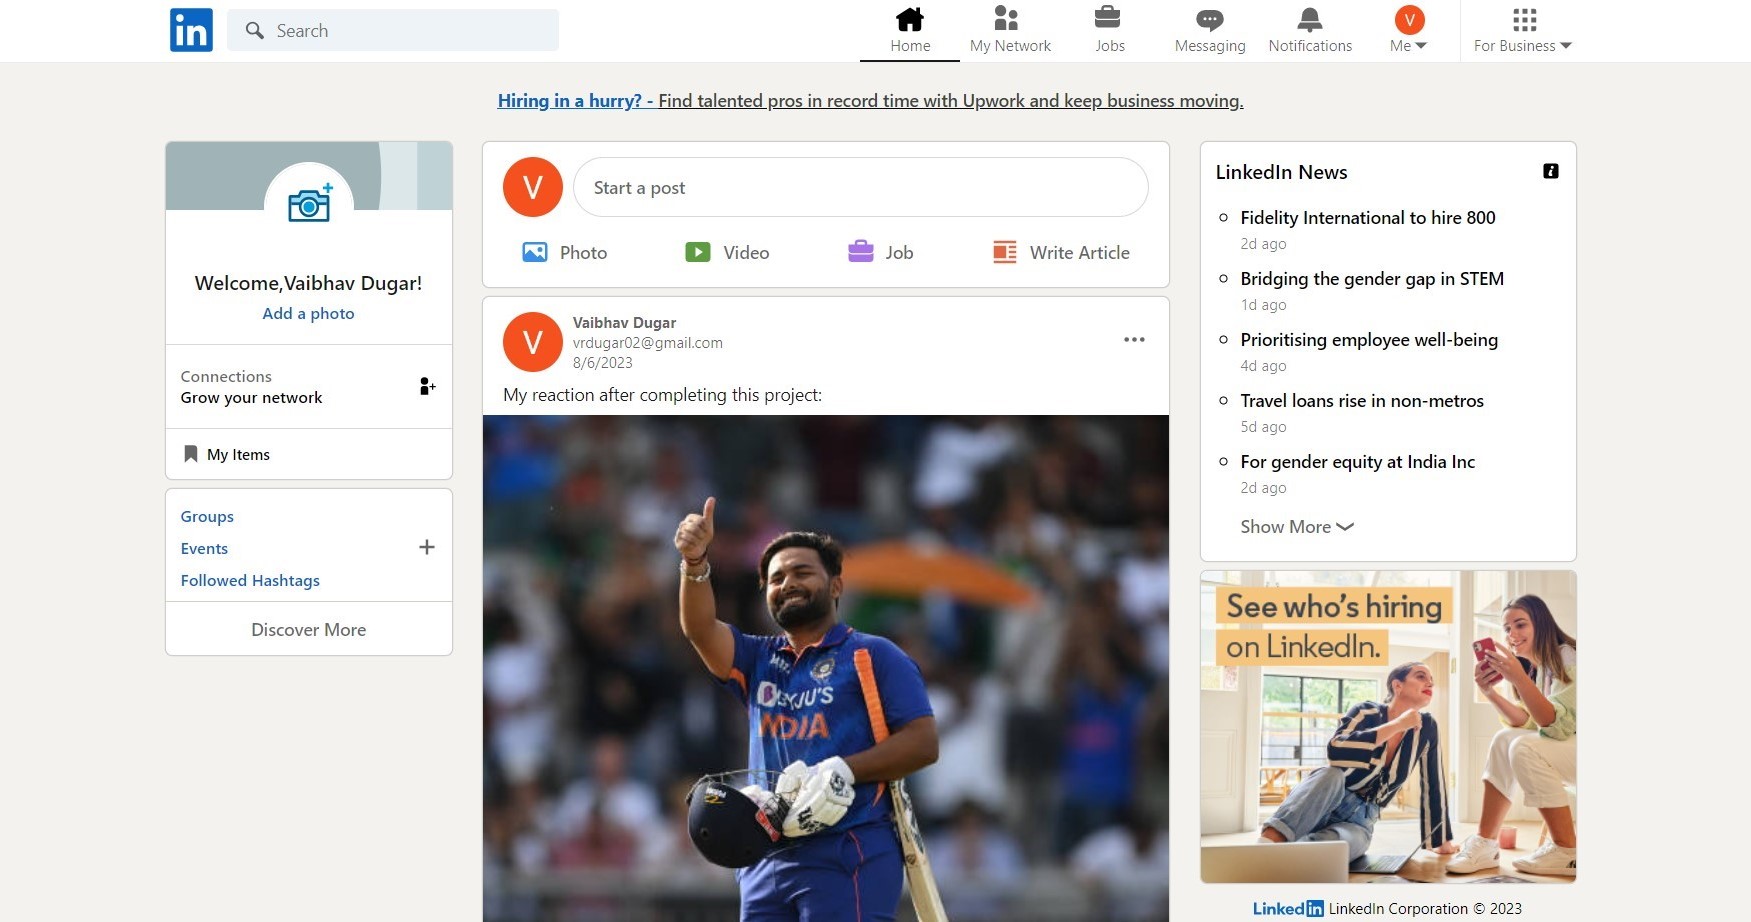 in
Search
Home
My Network
Jobs
Messaging
Notifications
V
Me
For Business
Hiring in a hurry? - Find talented pros in record time with Upwork and keep business moving.
Welcome,Vaibhav Dugar!
Add a photo
Connections
Grow your network
My Items
Groups
Events
Followed Hashtags
Discover More
V
Start a post
Photo
Video
Job
Write Article
V
Vaibhav Dugar
vrdugar02@gmail.com
8/6/2023
My reaction after completing this project:
BYJU'S
INDIA
LinkedIn News
Fidelity International to hire 800
2d ago
Bridging the gender gap in STEM
1d ago
Prioritising employee well-being
4d ago
Travel loans rise in non-metros
5d ago
For gender equity at India Inc
2d ago
Show More
See who's hiring
on LinkedIn.
Linkedin LinkedIn Corporation © 2023